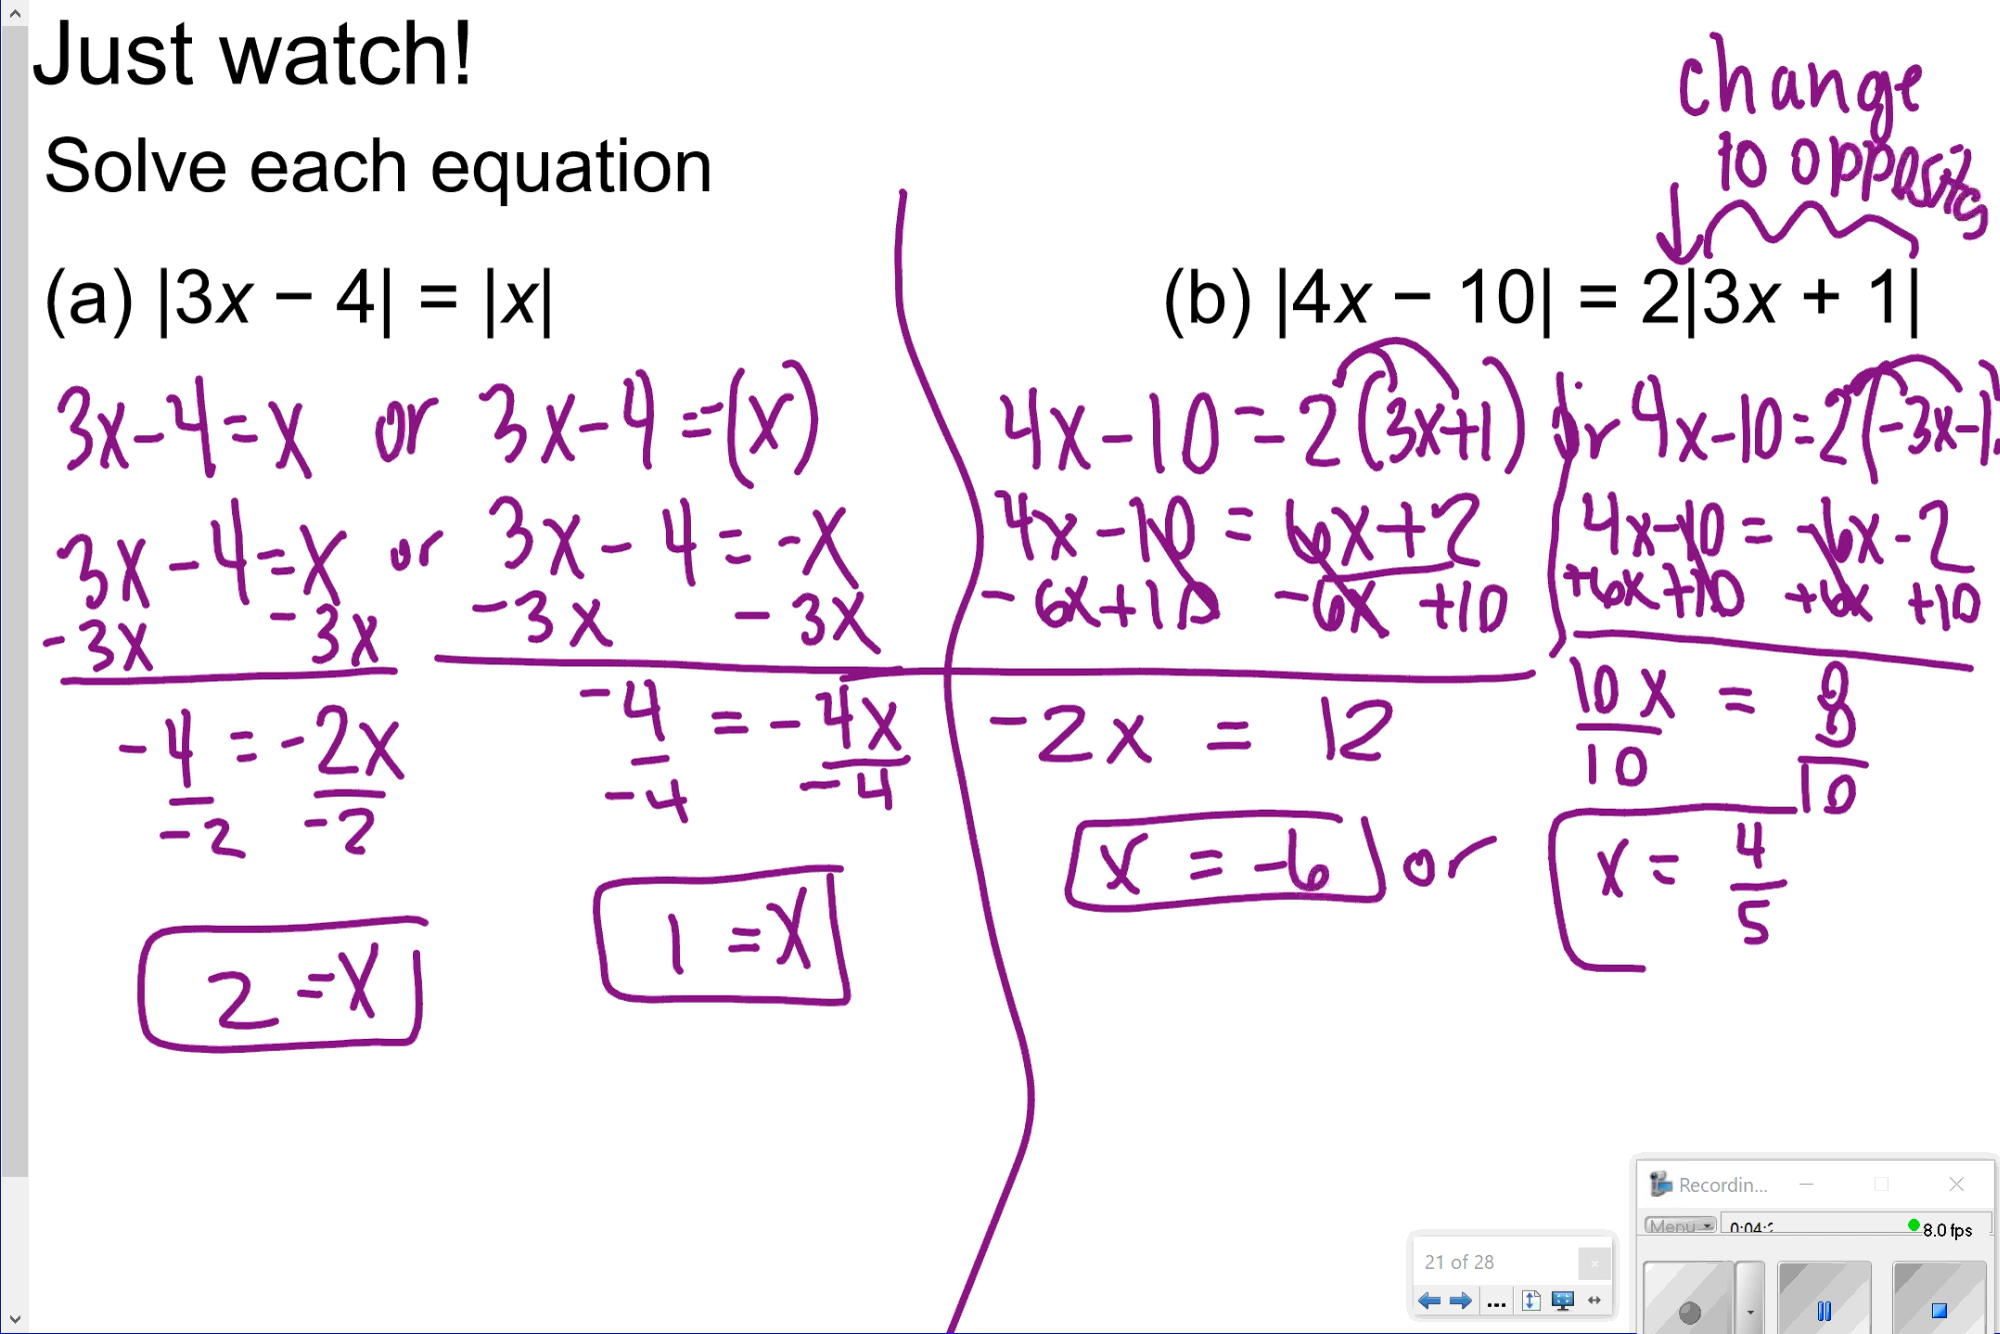 Just watch!
Solve each equation
change
to opposites
(a) |3x − 4| = |x|
3x-4=x or 3x-4=-(x)
3x-4=x or 3x-4=-x
-3x -3x -3x -3x
-4 = -2x
-2 -2
-4 = -4x
-4 -4
2 = x
1 = x
(b) |4x − 10| = 2|3x + 1|
4x-10=2(3x+1) or 4x-10=2(-3x-1)
4x-10 = 6x+2
-6x+10 -6x +10
-2x = 12
x = -6 or
4x-10 = -6x-2
+6x+10 +6x +10
10x = 8
10 10
x = 4
5
Recordin...
Menu 0:04:2 8.0 fps
21 of 28